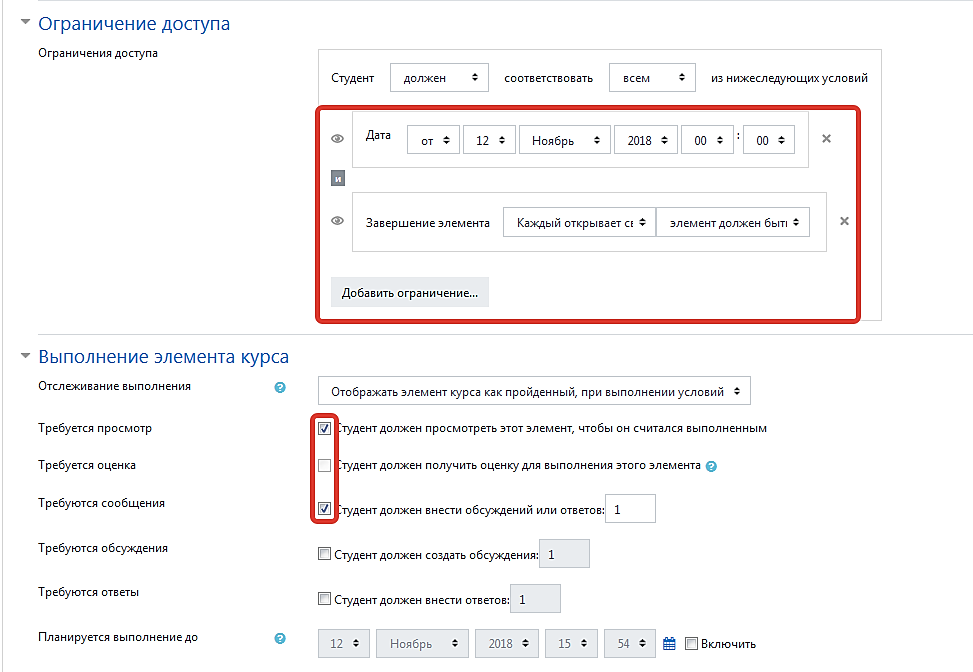 Ограничение доступа
Ограничения доступа
Студент должен соответствовать всем из нижеследующих условий
Дата от 12 Ноябрь 2018 00 : 00
и
Завершение элемента Каждый открывает св элемент должен быть
Добавить ограничение...
Выполнение элемента курса
Отслеживание выполнения Отображать элемент курса как пройденный, при выполнении условий
Требуется просмотр Студент должен просмотреть этот элемент, чтобы он считался выполненным
Требуется оценка Студент должен получить оценку для выполнения этого элемента
Требуются сообщения Студент должен внести обсуждений или ответов: 1
Требуются обсуждения Студент должен создать обсуждения: 1
Требуются ответы Студент должен внести ответов: 1
Планируется выполнение до 12 Ноябрь 2018 15 54 Включить